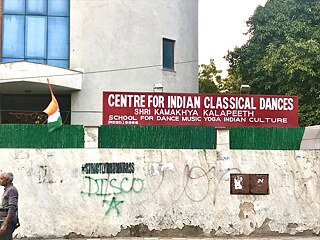 CENTRE FOR INDIAN CLASSICAL DANCES
SHRI KAMAKHYA KALAPEETH
SCHOOL FOR DANCE MUSIC YOGA INDIAN CULTURE
DISCO